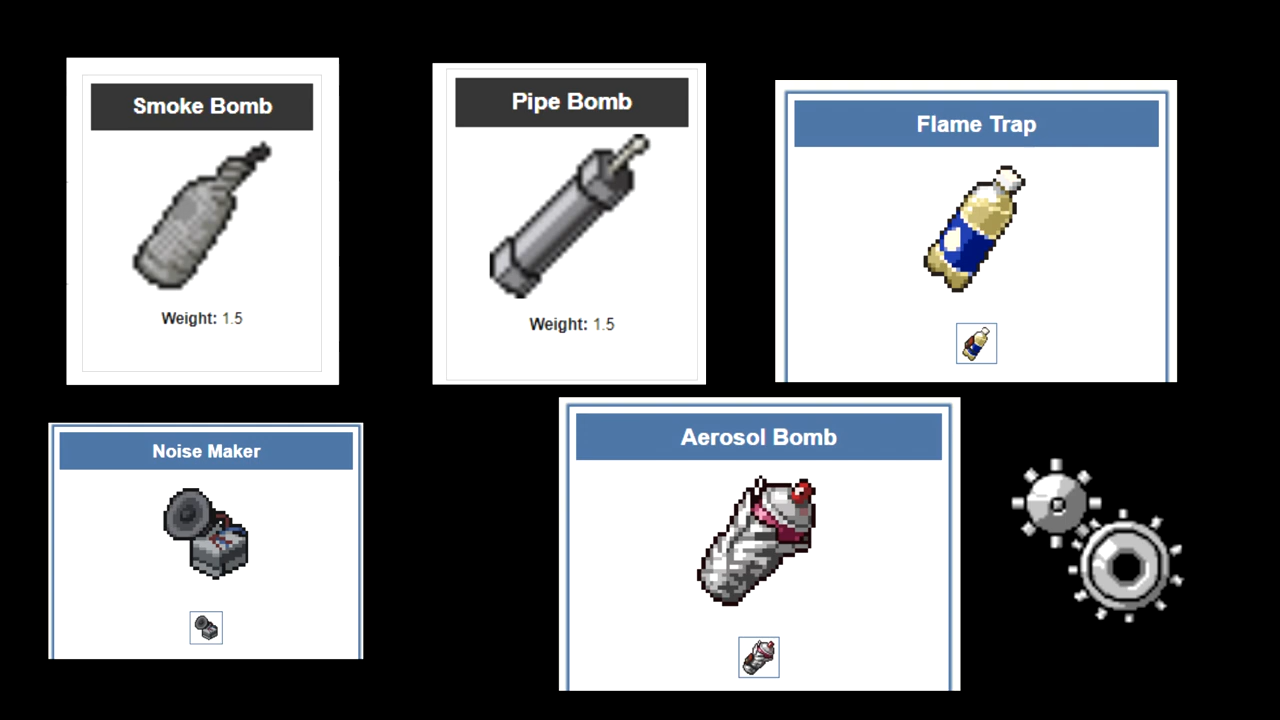 Smoke Bomb
Weight: 1.5
Pipe Bomb
Weight: 1.5
Flame Trap
Noise Maker
Aerosol Bomb